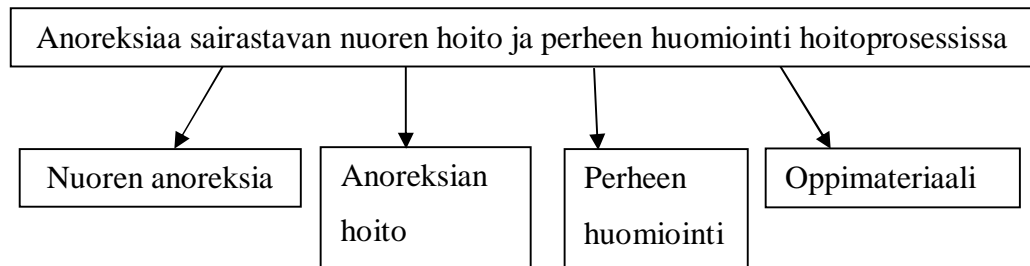 Anoreksiaa sairastavan nuoren hoito ja perheen huomiointi hoitoprosessissa
Nuoren anoreksia
Anoreksian
hoito
Perheen
huomiointi
Oppimateriaali